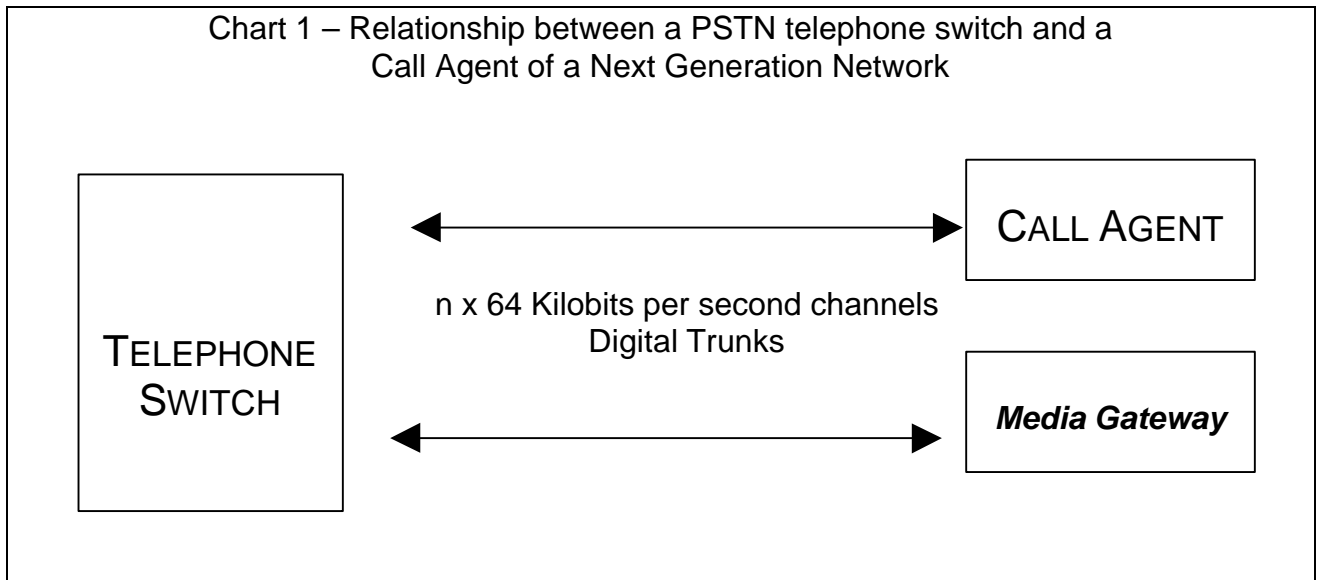 Chart 1 – Relationship between a PSTN telephone switch and a
Call Agent of a Next Generation Network
CALL AGENT
n x 64 Kilobits per second channels
Digital Trunks
TELEPHONE
SWITCH
Media Gateway